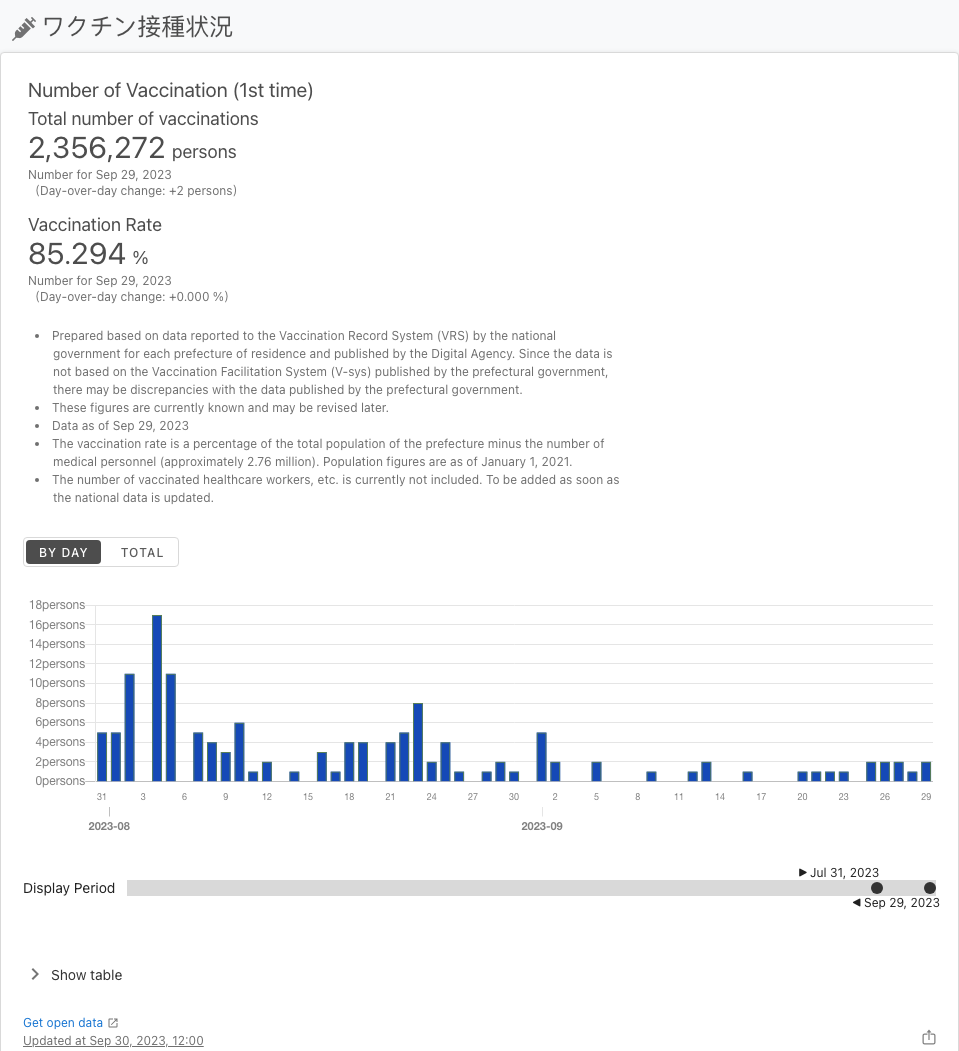 ワクチン接種状況
Number of Vaccination (1st time)
Total number of vaccinations
2,356,272 persons
Number for Sep 29, 2023
(Day-over-day change: +2 persons)
Vaccination Rate
85.294 %
Number for Sep 29, 2023
(Day-over-day change: +0.000 %)
• Prepared based on data reported to the Vaccination Record System (VRS) by the national
government for each prefecture of residence and published by the Digital Agency. Since the data is
not based on the Vaccination Facilitation System (V-sys) published by the prefectural government,
there may be discrepancies with the data published by the prefectural government.
• These figures are currently known and may be revised later.
• Data as of Sep 29, 2023
• The vaccination rate is a percentage of the total population of the prefecture minus the number of
medical personnel (approximately 2.76 million). Population figures are as of January 1, 2021.
• The number of vaccinated healthcare workers, etc. is currently not included. To be added as soon as
the national data is updated.
BY DAY TOTAL
18persons
16persons
14persons
12persons
10persons
8persons
6persons
4persons
2persons
0persons
31 3 6 9 12 15 18 21 24 27 30 2 5 8 11 14 17 20 23 26 29
2023-08 2023-09
Jul 31, 2023
Display Period
Sep 29, 2023
Show table
Get open data
Updated at Sep 30, 2023, 12:00